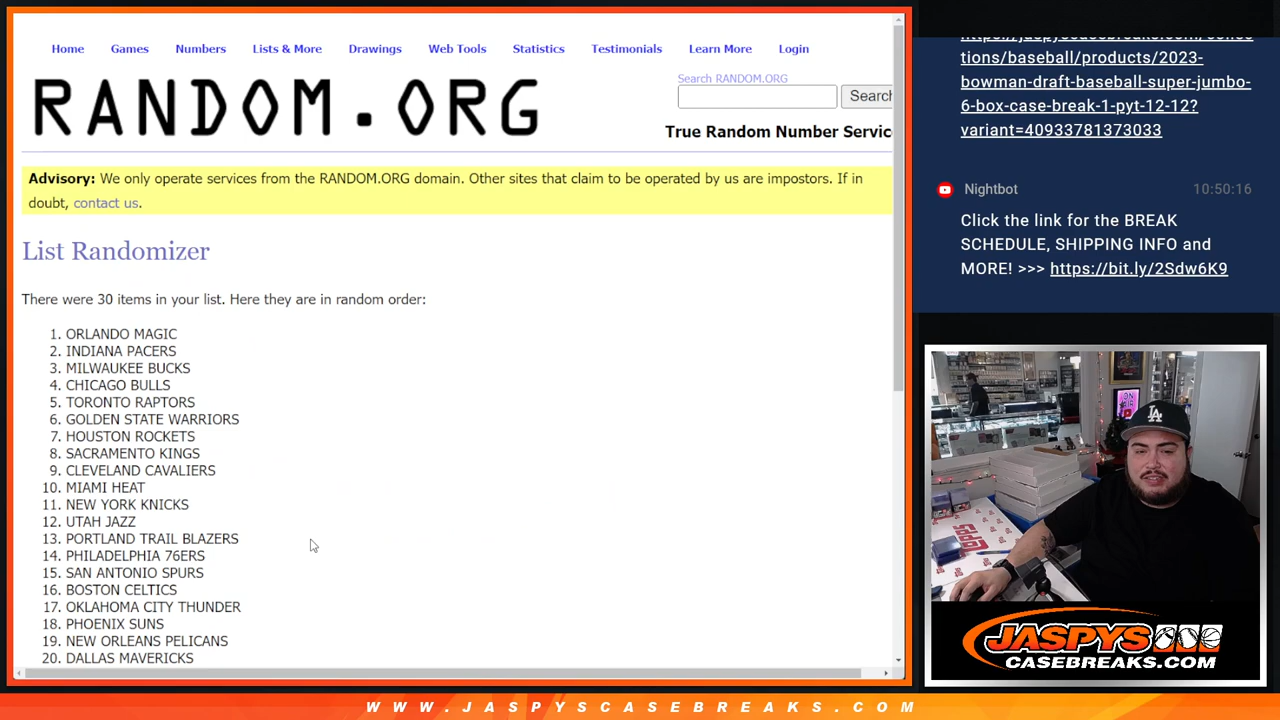 Home Games Numbers Lists & More Drawings Web Tools Statistics Testimonials Learn More Login
RANDOM.ORG
Search RANDOM.ORG
Search
True Random Number Servic
Advisory: We only operate services from the RANDOM.ORG domain. Other sites that claim to be operated by us are impostors. If in
doubt, contact us.
List Randomizer
There were 30 items in your list. Here they are in random order:
1. ORLANDO MAGIC
2. INDIANA PACERS
3. MILWAUKEE BUCKS
4. CHICAGO BULLS
5. TORONTO RAPTORS
6. GOLDEN STATE WARRIORS
7. HOUSTON ROCKETS
8. SACRAMENTO KINGS
9. CLEVELAND CAVALIERS
10. MIAMI HEAT
11. NEW YORK KNICKS
12. UTAH JAZZ
13. PORTLAND TRAIL BLAZERS
14. PHILADELPHIA 76ERS
15. SAN ANTONIO SPURS
16. BOSTON CELTICS
17. OKLAHOMA CITY THUNDER
18. PHOENIX SUNS
19. NEW ORLEANS PELICANS
20. DALLAS MAVERICKS
https://jaspyscasebreaks.com/collec
tions/baseball/products/2023-
bowman-draft-baseball-super-jumbo-
6-box-case-break-1-pyt-12-12?
variant=40933781373033
Nightbot 10:50:16
Click the link for the BREAK
SCHEDULE, SHIPPING INFO and
MORE! >>> https://bit.ly/2Sdw6K9
LA
TOPPS
JASPYS
CASEBREAKS.COM
WWW.JASPYSCASEBREAKS.COM